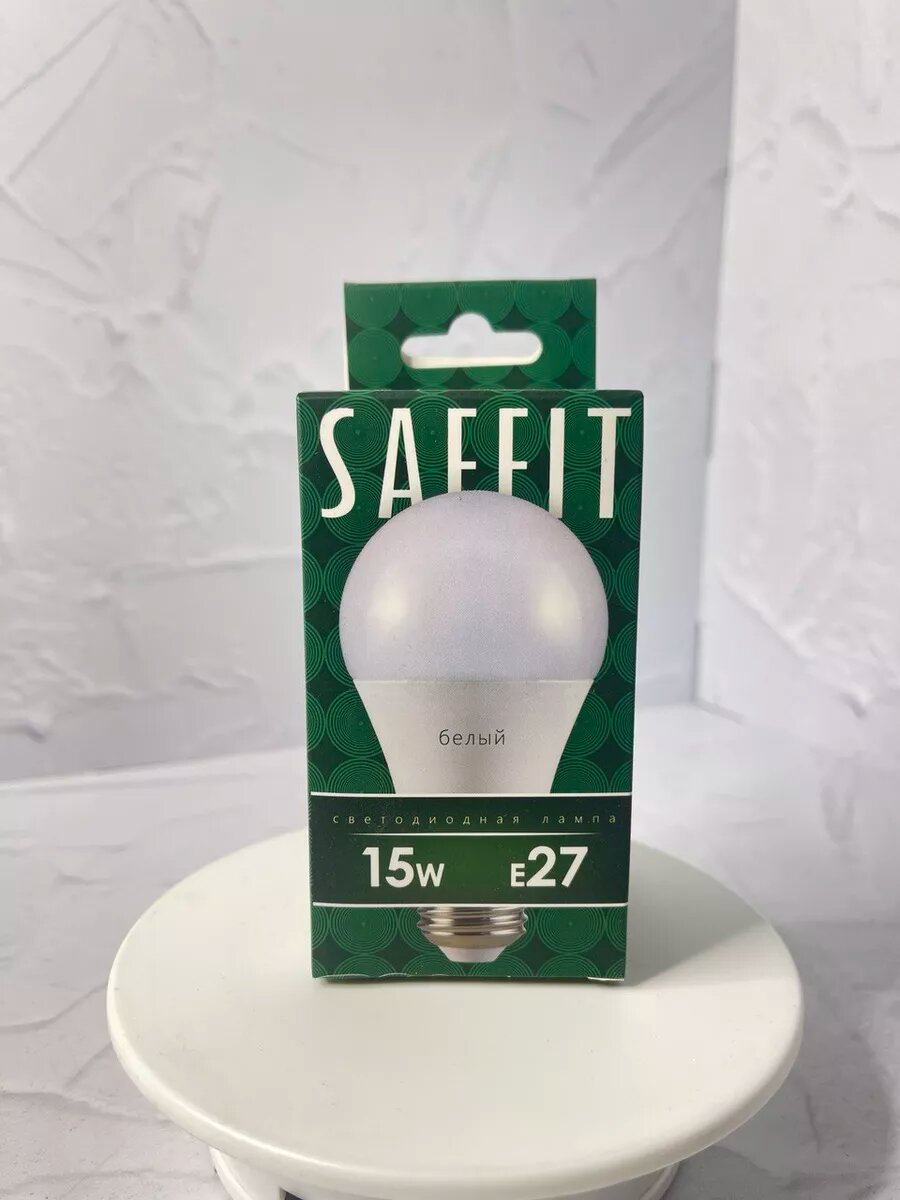 SAFFIT
белый
светодиодная лампа
15W E27